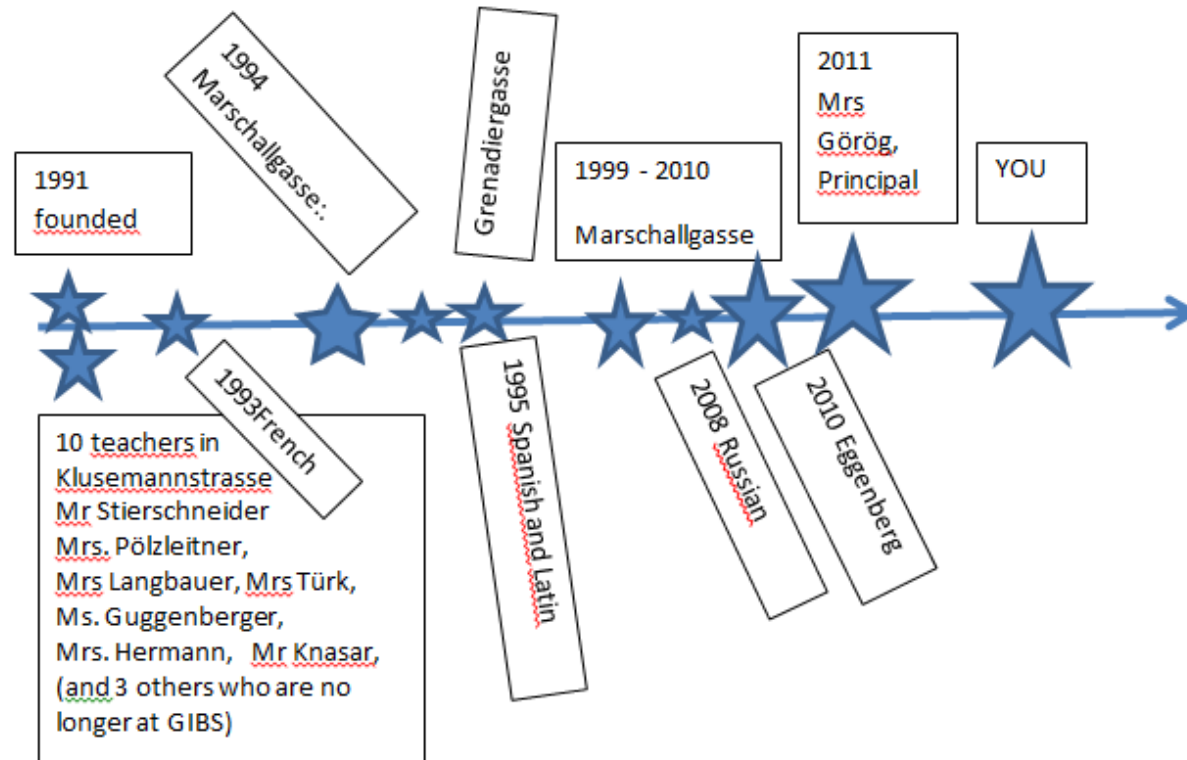 1991
founded
10 teachers in
Klusemannstrasse
Mr Stierschneider
Mrs. Pölzleitner,
Mrs Langbauer, Mrs Türk,
Ms. Guggenberger,
Mrs. Hermann,   Mr Knasar,
(and 3 others who are no
longer at GIBS)
1993French
1994
Marschallgasse:.
Grenadiergasse
1995 Spanish and Latin
1999 - 2010
Marschallgasse
2008 Russian
2010 Eggenberg
2011
Mrs
Görög,
Principal
YOU